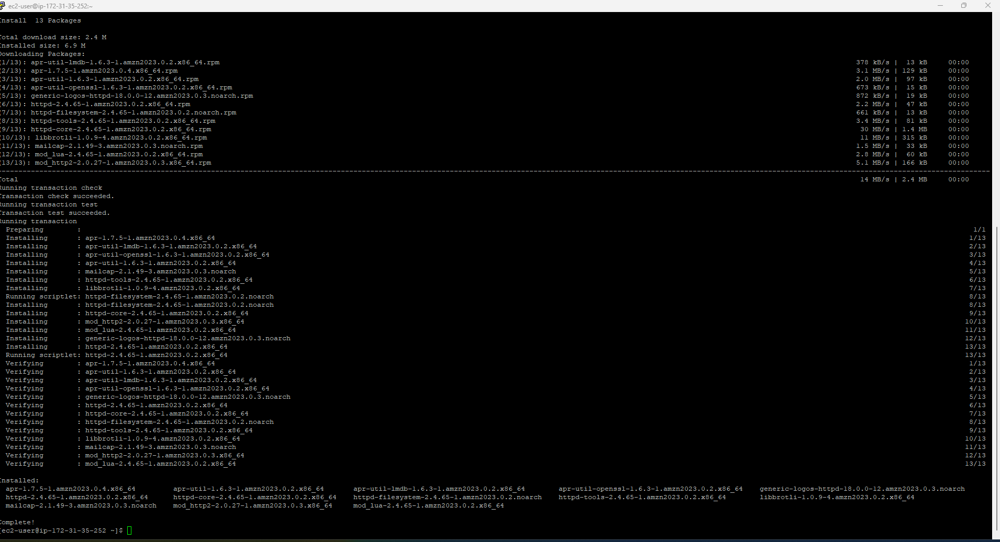 ec2-user@ip-172-31-35-252:~
Install  13 Packages
Total download size: 2.4 M
Installed size: 6.9 M
Downloading Packages:
(1/13): apr-util-lmdb-1.6.3-1.amzn2023.0.2.x86_64.rpm 378 kB/s |  13 kB     00:00
(2/13): apr-1.7.5-1.amzn2023.0.4.x86_64.rpm 3.1 MB/s | 129 kB     00:00
(3/13): apr-util-1.6.3-1.amzn2023.0.2.x86_64.rpm 2.0 MB/s |  97 kB     00:00
(4/13): apr-util-openssl-1.6.3-1.amzn2023.0.2.x86_64.rpm 673 kB/s |  15 kB     00:00
(5/13): generic-logos-httpd-18.0.0-12.amzn2023.0.3.noarch.rpm 872 kB/s |  19 kB     00:00
(6/13): httpd-2.4.65-1.amzn2023.0.2.x86_64.rpm 2.2 MB/s |  47 kB     00:00
(7/13): httpd-filesystem-2.4.65-1.amzn2023.0.2.noarch.rpm 661 kB/s |  13 kB     00:00
(8/13): httpd-tools-2.4.65-1.amzn2023.0.2.x86_64.rpm 3.4 MB/s |  81 kB     00:00
(9/13): httpd-core-2.4.65-1.amzn2023.0.2.x86_64.rpm 30 MB/s | 1.4 MB     00:00
(10/13): libbrotli-1.0.9-4.amzn2023.0.2.x86_64.rpm 11 MB/s | 315 kB     00:00
(11/13): mailcap-2.1.49-3.amzn2023.0.3.noarch.rpm 1.5 MB/s |  33 kB     00:00
(12/13): mod_lua-2.4.65-1.amzn2023.0.2.x86_64.rpm 2.8 MB/s |  60 kB     00:00
(13/13): mod_http2-2.0.27-1.amzn2023.0.3.x86_64.rpm 5.1 MB/s | 166 kB     00:00
Total 14 MB/s | 2.4 MB     00:00
Running transaction check
Transaction check succeeded.
Running transaction test
Transaction test succeeded.
Running transaction
Preparing        : 1/1
Installing       : apr-1.7.5-1.amzn2023.0.4.x86_64 1/13
Installing       : apr-util-lmdb-1.6.3-1.amzn2023.0.2.x86_64 2/13
Installing       : apr-util-openssl-1.6.3-1.amzn2023.0.2.x86_64 3/13
Installing       : apr-util-1.6.3-1.amzn2023.0.2.x86_64 4/13
Installing       : mailcap-2.1.49-3.amzn2023.0.3.noarch 5/13
Installing       : httpd-tools-2.4.65-1.amzn2023.0.2.x86_64 6/13
Installing       : libbrotli-1.0.9-4.amzn2023.0.2.x86_64 7/13
Running scriptlet: httpd-filesystem-2.4.65-1.amzn2023.0.2.noarch 8/13
Installing       : httpd-filesystem-2.4.65-1.amzn2023.0.2.noarch 8/13
Installing       : httpd-core-2.4.65-1.amzn2023.0.2.x86_64 9/13
Installing       : mod_http2-2.0.27-1.amzn2023.0.3.x86_64 10/13
Installing       : mod_lua-2.4.65-1.amzn2023.0.2.x86_64 11/13
Installing       : generic-logos-httpd-18.0.0-12.amzn2023.0.3.noarch 12/13
Installing       : httpd-2.4.65-1.amzn2023.0.2.x86_64 13/13
Running scriptlet: httpd-2.4.65-1.amzn2023.0.2.x86_64 13/13
Verifying        : apr-1.7.5-1.amzn2023.0.4.x86_64 1/13
Verifying        : apr-util-1.6.3-1.amzn2023.0.2.x86_64 2/13
Verifying        : apr-util-lmdb-1.6.3-1.amzn2023.0.2.x86_64 3/13
Verifying        : apr-util-openssl-1.6.3-1.amzn2023.0.2.x86_64 4/13
Verifying        : generic-logos-httpd-18.0.0-12.amzn2023.0.3.noarch 5/13
Verifying        : httpd-2.4.65-1.amzn2023.0.2.x86_64 6/13
Verifying        : httpd-core-2.4.65-1.amzn2023.0.2.x86_64 7/13
Verifying        : httpd-filesystem-2.4.65-1.amzn2023.0.2.noarch 8/13
Verifying        : httpd-tools-2.4.65-1.amzn2023.0.2.x86_64 9/13
Verifying        : libbrotli-1.0.9-4.amzn2023.0.2.x86_64 10/13
Verifying        : mailcap-2.1.49-3.amzn2023.0.3.noarch 11/13
Verifying        : mod_http2-2.0.27-1.amzn2023.0.3.x86_64 12/13
Verifying        : mod_lua-2.4.65-1.amzn2023.0.2.x86_64 13/13
Installed:
apr-1.7.5-1.amzn2023.0.4.x86_64 apr-util-1.6.3-1.amzn2023.0.2.x86_64 apr-util-lmdb-1.6.3-1.amzn2023.0.2.x86_64 apr-util-openssl-1.6.3-1.amzn2023.0.2.x86_64 generic-logos-httpd-18.0.0-12.amzn2023.0.3.noarch
httpd-2.4.65-1.amzn2023.0.2.x86_64 httpd-core-2.4.65-1.amzn2023.0.2.x86_64 httpd-filesystem-2.4.65-1.amzn2023.0.2.noarch httpd-tools-2.4.65-1.amzn2023.0.2.x86_64 libbrotli-1.0.9-4.amzn2023.0.2.x86_64
mailcap-2.1.49-3.amzn2023.0.3.noarch mod_http2-2.0.27-1.amzn2023.0.3.x86_64 mod_lua-2.4.65-1.amzn2023.0.2.x86_64
Complete!
[ec2-user@ip-172-31-35-252 ~]$